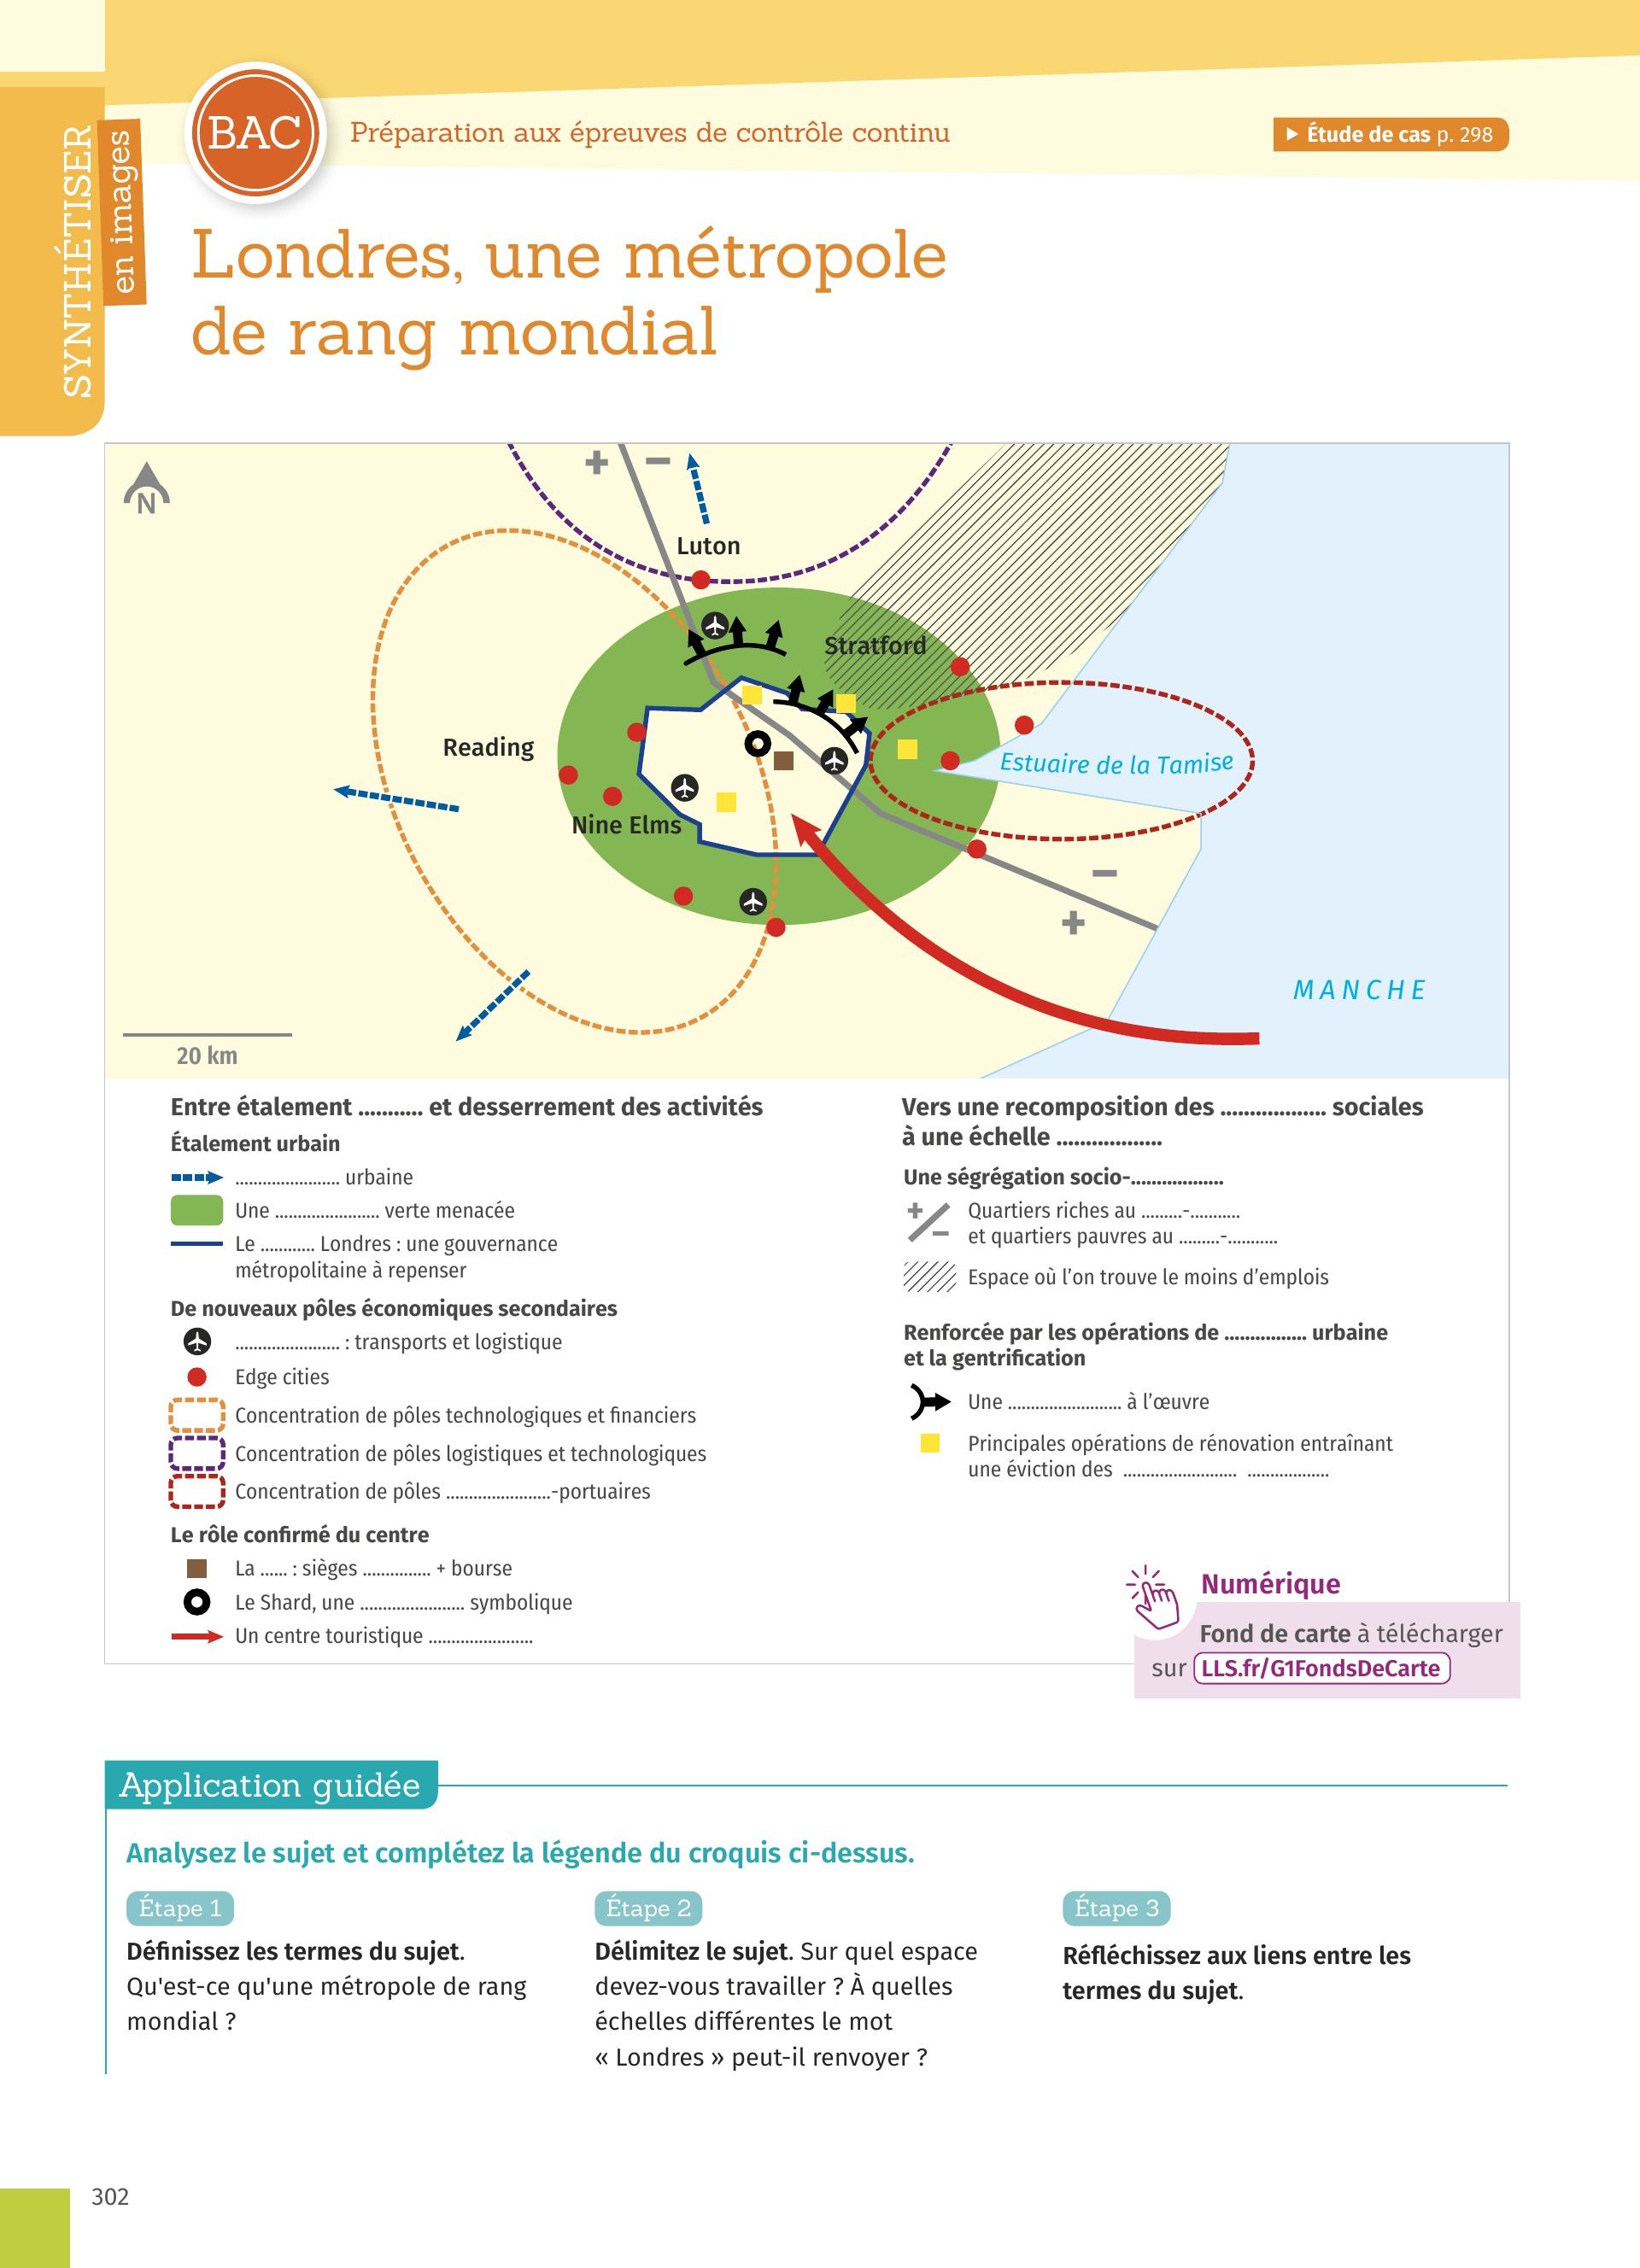 SYNTHÉTISER
en images
BAC
Préparation aux épreuves de contrôle continu
Étude de cas p. 298
Londres, une métropole
de rang mondial
N
+ −
Luton
Stratford
Reading
Estuaire de la Tamise
Nine Elms
−
+
MANCHE
20 km
Entre étalement ........... et desserrement des activités
Étalement urbain
....................... urbaine
Une ....................... verte menacée
Le ............ Londres : une gouvernance
métropolitaine à repenser
De nouveaux pôles économiques secondaires
....................... : transports et logistique
Edge cities
Concentration de pôles technologiques et financiers
Concentration de pôles logistiques et technologiques
Concentration de pôles .......................-portuaires
Le rôle confirmé du centre
La ...... : sièges ............... + bourse
Le Shard, une ....................... symbolique
Un centre touristique .......................
Vers une recomposition des .................. sociales
à une échelle ..................
Une ségrégation socio-..................
+
−
Quartiers riches au .........-...........
et quartiers pauvres au .........-...........
Espace où l’on trouve le moins d’emplois
Renforcée par les opérations de ................ urbaine
et la gentrification
Une ......................... à l’œuvre
Principales opérations de rénovation entraînant
une éviction des ......................... ..................
Numérique
Fond de carte à télécharger
sur LLS.fr/G1FondsDeCarte
Application guidée
Analysez le sujet et complétez la légende du croquis ci-dessus.
Étape 1
Définissez les termes du sujet.
Qu'est-ce qu'une métropole de rang
mondial ?
Étape 2
Délimitez le sujet. Sur quel espace
devez-vous travailler ? À quelles
échelles différentes le mot
« Londres » peut-il renvoyer ?
Étape 3
Réfléchissez aux liens entre les
termes du sujet.
302